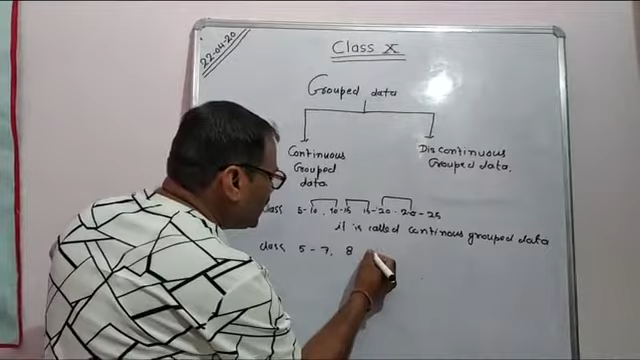 22-04-20
Class X
Grouped data
Continuous
Grouped
data
Discontinuous
Grouped data.
class 5-10, 10-15 15-20 20-25
it is called continous grouped data
class 5-7, 8